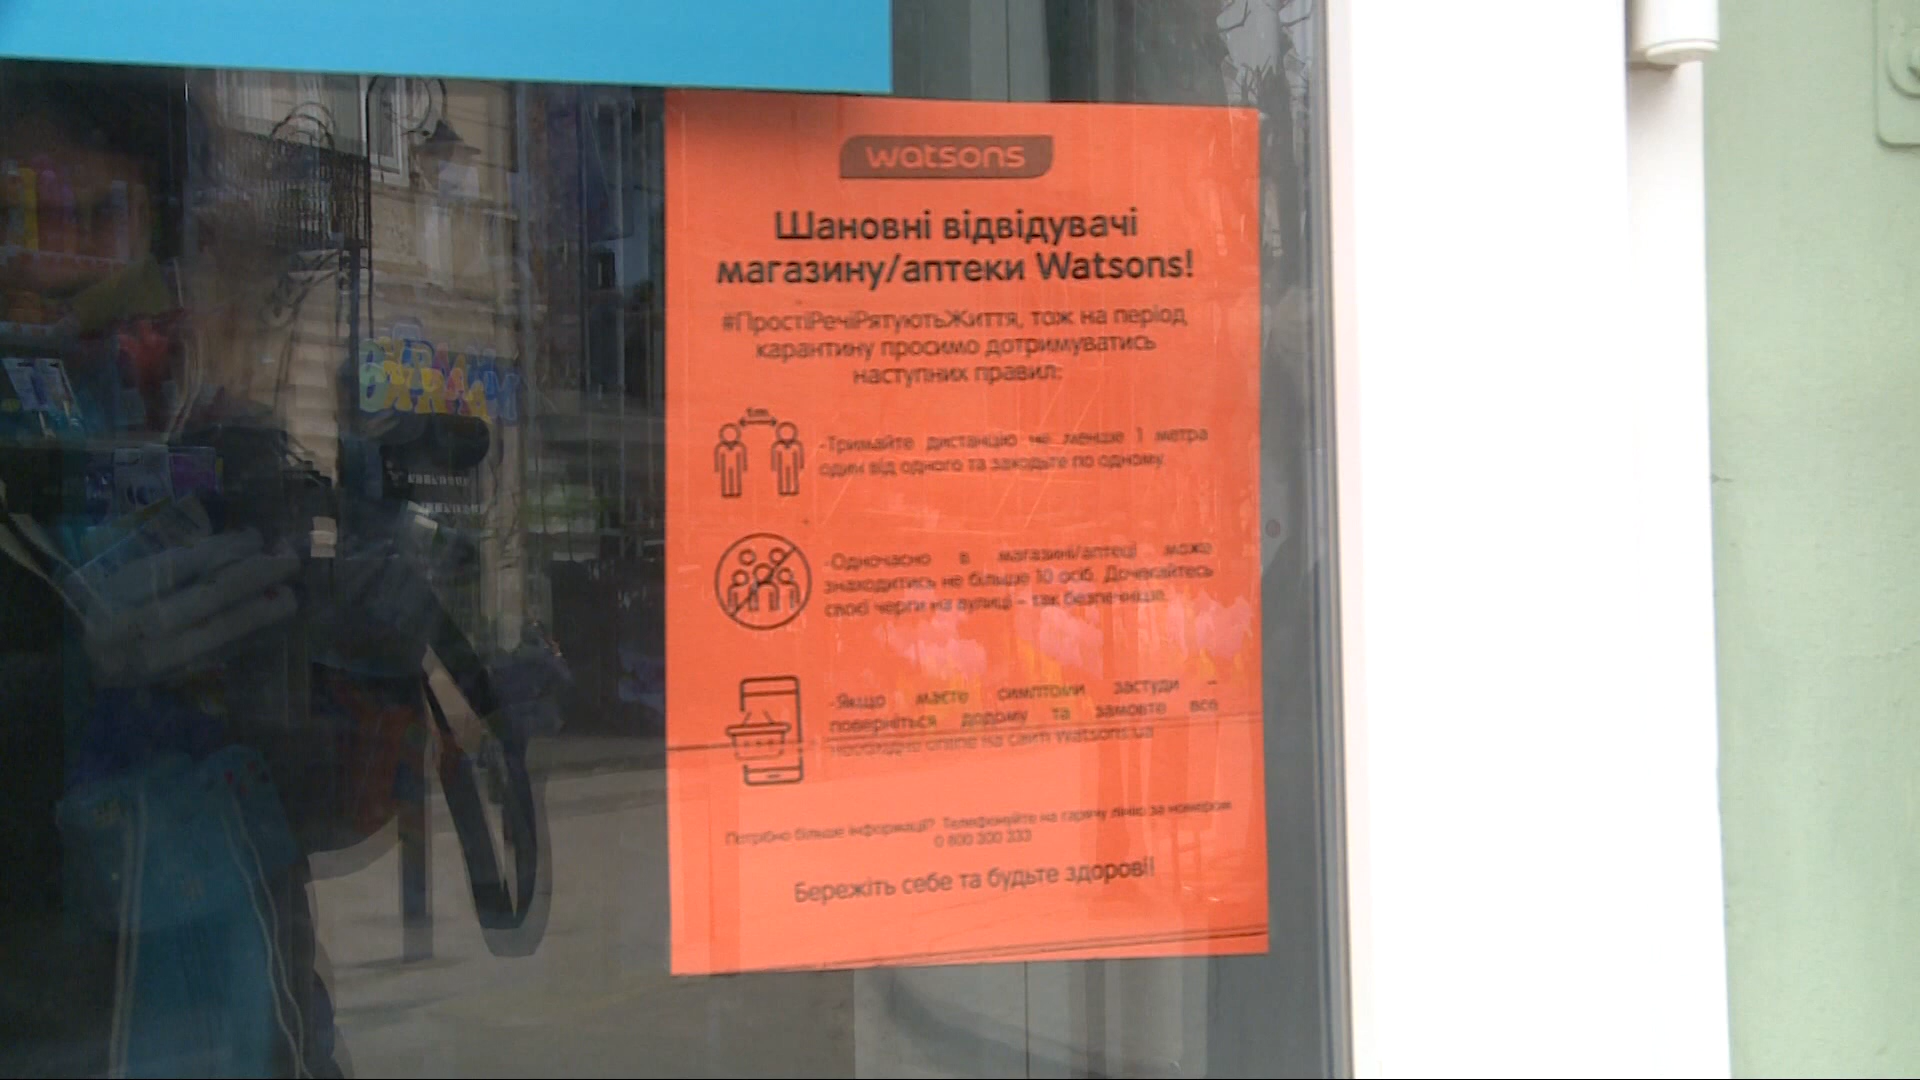 watsons
Шановні відвідувачі
магазину/аптеки Watsons!
#ПростіРечіРятуютьЖиття, тож на період
карантину просимо дотримуватись
наступних правил:
1m
-Тримайте дистанцію не менше 1 метра
один від одного та заходьте по одному.
-Одночасно в магазині/аптеці може
знаходитись не більше 10 осіб. Дочекайтесь
своєї черги на вулиці – так безпечніше.
-Якщо маєте симптоми застуди –
поверніться додому та замовте все
необхідне online на сайті Watsons.ua
Потрібно більше інформації? Телефонуйте на гарячу лінію за номером
0 800 300 333
Бережіть себе та будьте здорові!